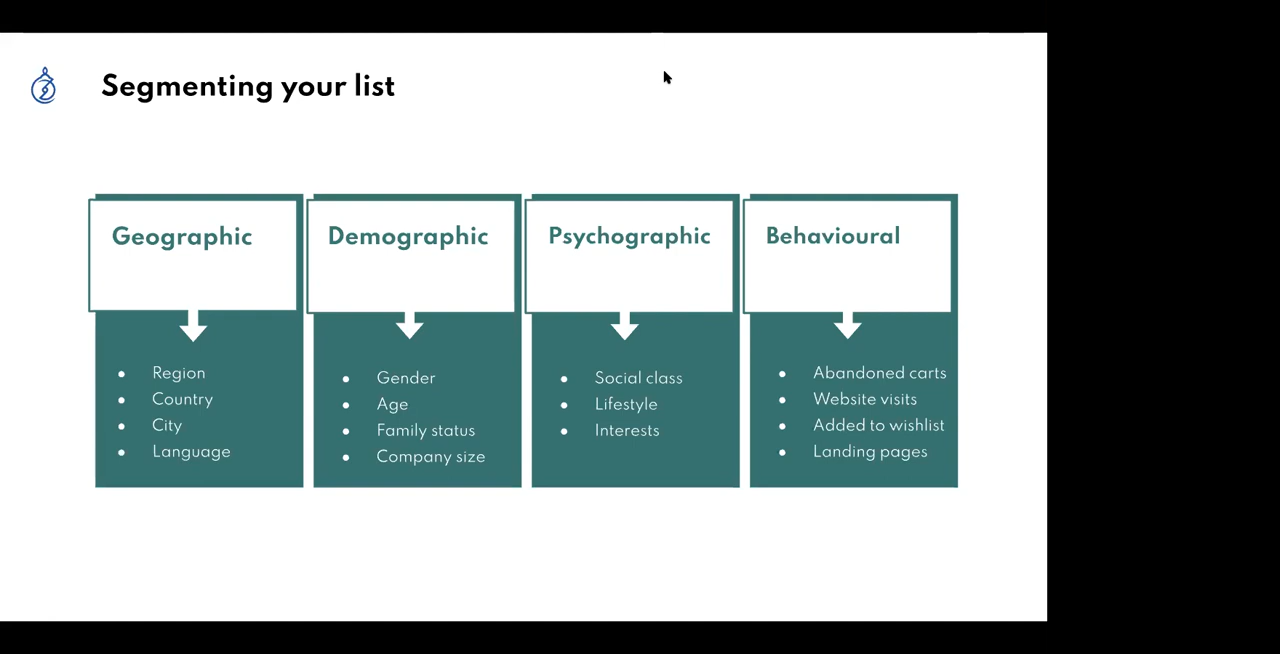 Segmenting your list
Geographic
Region
Country
City
Language
Demographic
Gender
Age
Family status
Company size
Psychographic
Social class
Lifestyle
Interests
Behavioural
Abandoned carts
Website visits
Added to wishlist
Landing pages